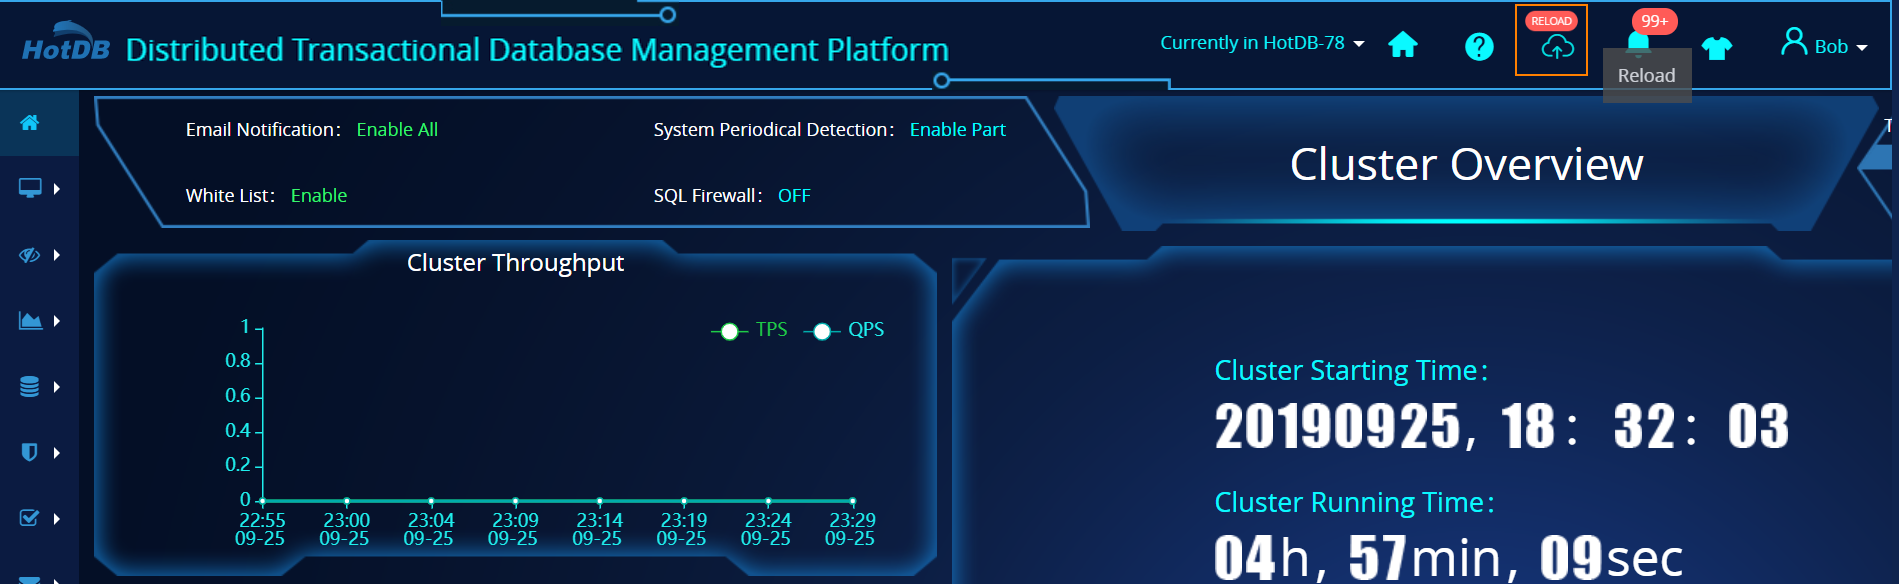 HotDB Distributed Transactional Database Management Platform
Currently in HotDB-78
RELOAD
99+
Bob
Reload
Email Notification: Enable All
System Periodical Detection: Enable Part
White List: Enable
SQL Firewall: OFF
Cluster Overview
T
Cluster Throughput
TPS QPS
1
0.8
0.6
0.4
0.2
0
22:55 23:00 23:04 23:09 23:14 23:19 23:24 23:29
09-25 09-25 09-25 09-25 09-25 09-25 09-25 09-25
Cluster Starting Time:
20190925, 18: 32: 03
Cluster Running Time:
04h, 57min, 09sec